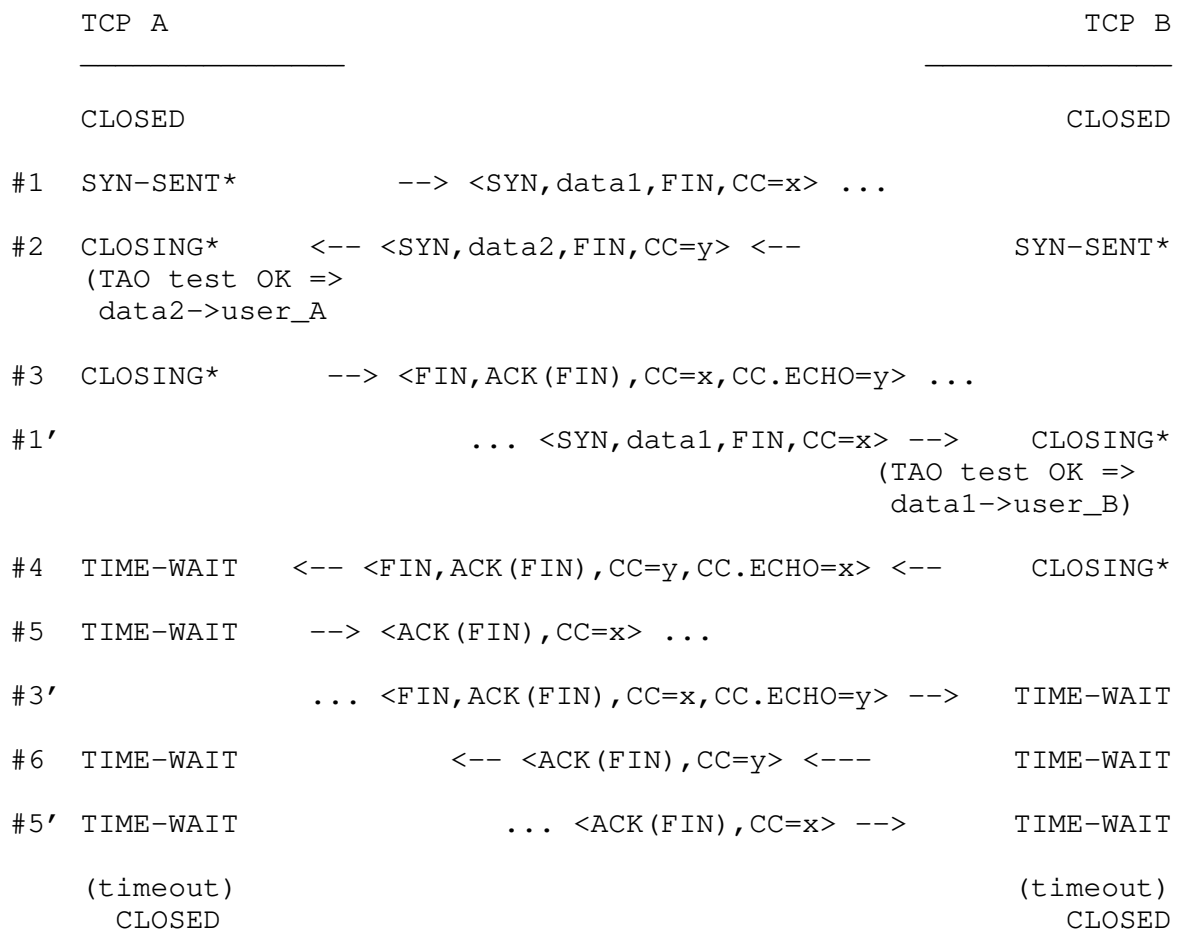 TCP A TCP B
_______________ ______________
CLOSED CLOSED
#1 SYN-SENT* --> <SYN,data1,FIN,CC=x> ...
#2 CLOSING* <-- <SYN,data2,FIN,CC=y> <-- SYN-SENT*
(TAO test OK =>
data2->user_A
#3 CLOSING* --> <FIN,ACK(FIN),CC=x,CC.ECHO=y> ...
#1' ... <SYN,data1,FIN,CC=x> --> CLOSING*
(TAO test OK =>
data1->user_B)
#4 TIME-WAIT <-- <FIN,ACK(FIN),CC=y,CC.ECHO=x> <-- CLOSING*
#5 TIME-WAIT --> <ACK(FIN),CC=x> ...
#3' ... <FIN,ACK(FIN),CC=x,CC.ECHO=y> --> TIME-WAIT
#6 TIME-WAIT <-- <ACK(FIN),CC=y> <--- TIME-WAIT
#5' TIME-WAIT ... <ACK(FIN),CC=x> --> TIME-WAIT
(timeout) (timeout)
CLOSED CLOSED